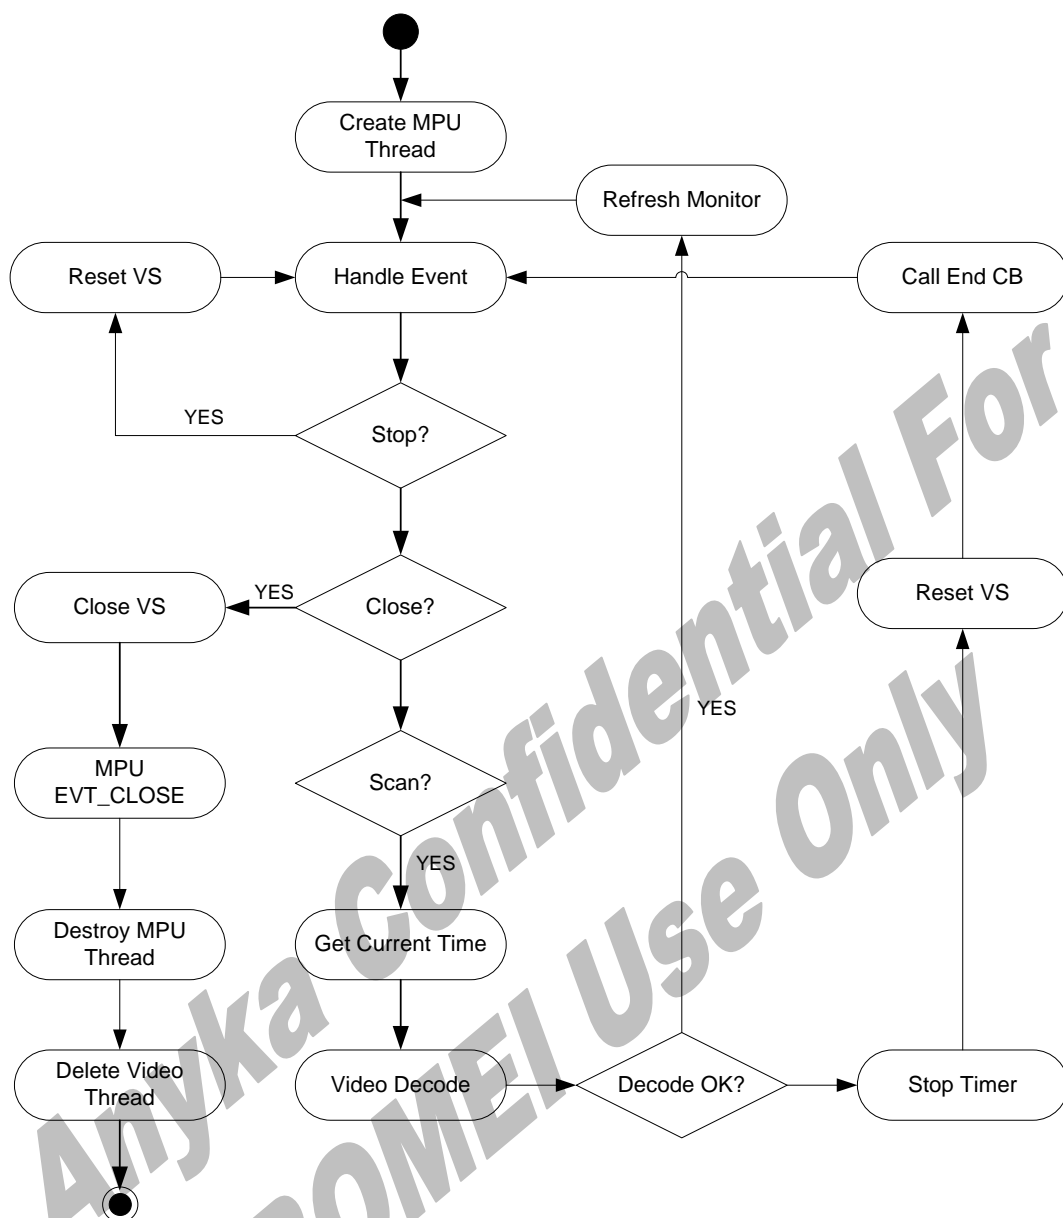 Create MPU
Thread
Refresh Monitor
Reset VS
Handle Event
Call End CB
YES
Stop?
Close VS
YES
Close?
Reset VS
YES
MPU
EVT_CLOSE
Scan?
YES
Destroy MPU
Thread
Get Current Time
Delete Video
Thread
Video Decode
Decode OK?
Stop Timer
Anyka Confidential For
ROMEI Use Only